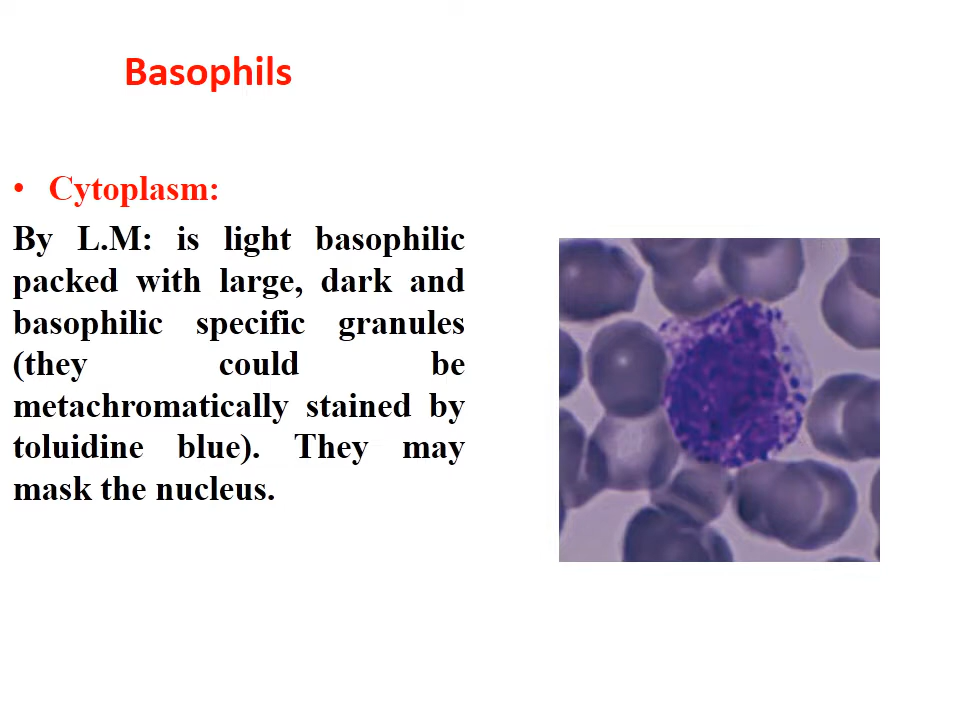 Basophils
• Cytoplasm:
By L.M: is light basophilic
packed with large, dark and
basophilic specific granules
(they could be
metachromatically stained by
toluidine blue). They may
mask the nucleus.